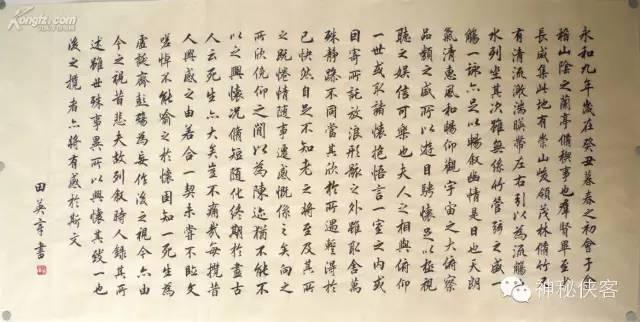 永和九年歲在癸丑暮春之初會于會
稽山陰之蘭亭脩稧事也羣賢畢至少
長咸集此地有崇山峻領茂林脩竹又
有清流激湍暎帶左右引以為流觴曲
水列坐其次雖無絲竹管弦之盛一
觴一詠亦足以暢叙幽情是日也天朗
氣清惠風和暢仰觀宇宙之大俯察
品類之盛所以遊目騁懷足以極視
聽之娛信可樂也夫人之相與俯仰
一世或取諸懷抱悟言一室之內或
因寄所託放浪形骸之外雖取舍萬
殊靜躁不同當其欣於所遇蹔得於
己快然自足不知老之將至及其所
之既惓情隨事遷感慨係之矣向之
所欣俛仰之間以為陳迹猶不能不
以之興懷況脩短隨化終期於盡古
人云死生亦大矣豈不痛哉每攬昔
人興感之由若合一契未嘗不臨文
嗟悼不能喻之於懷固知一死生為
虛誕齊彭殤為妄作後之視今亦由
今之視昔悲夫故列叙時人錄其所
述雖世殊事異所以興懷其致一也
後之攬者亦將有感於斯文
田英章書
Kongfz.com
神秘侠客